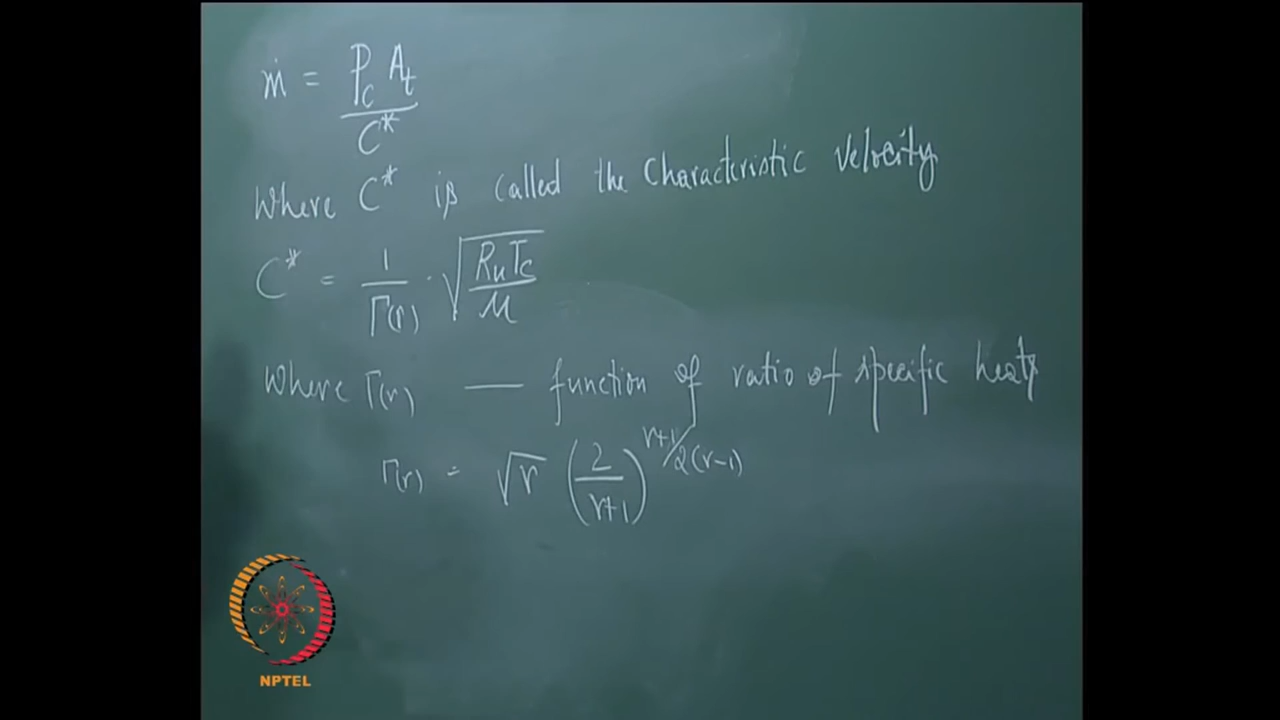 ṁ = P_c A_t / C*
Where C* is called the Characteristic Velocity
C* = 1/Γ(γ) · √(R_u T_c / M)
Where Γ(γ) — function of ratio of specific heats
Γ(γ) = √γ (2/(γ+1))^(γ+1/2(γ-1))
NPTEL